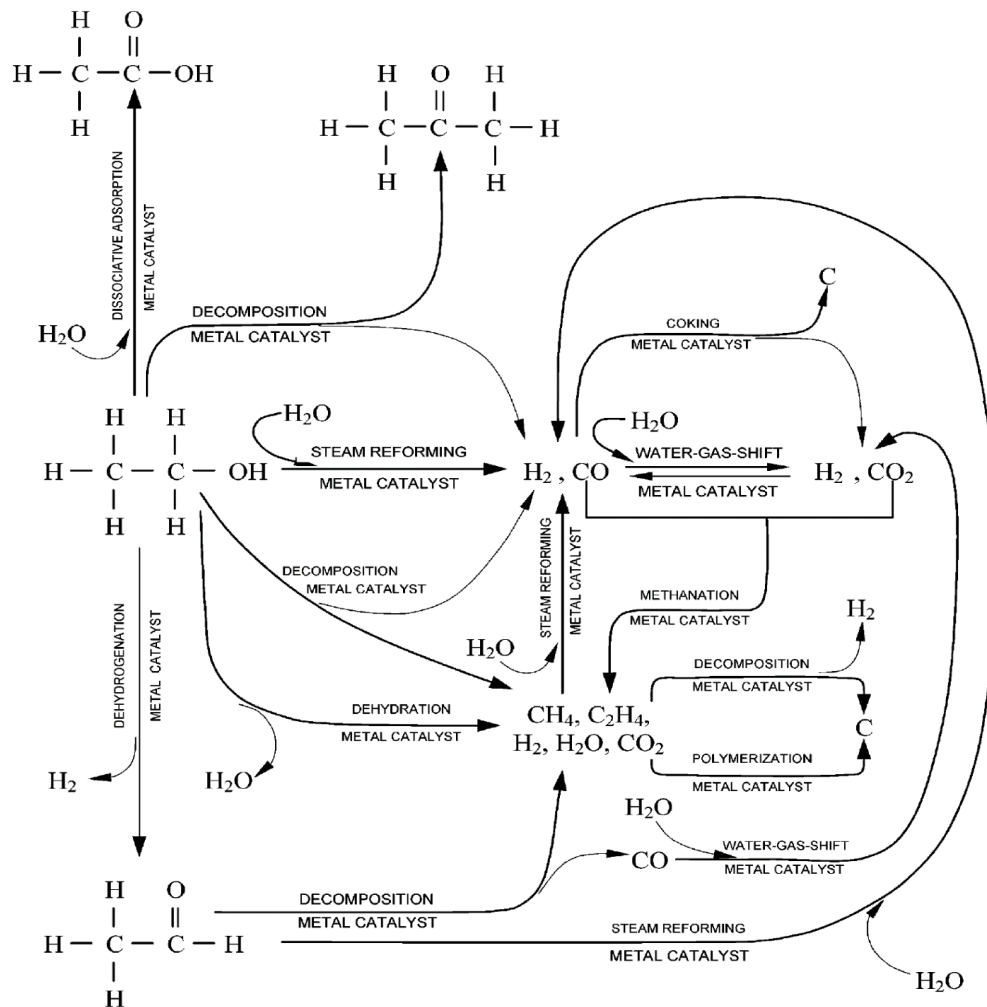 H O
H – C – C – OH
H
H O H
H – C – C – C – H
H H
DISSOCIATIVE ADSORPTION
METAL CATALYST
H₂O
DECOMPOSITION
METAL CATALYST
C
COKING
METAL CATALYST
H H
H – C – C – OH
H H
H₂O
STEAM REFORMING
METAL CATALYST
H₂ , CO
H₂O
WATER-GAS-SHIFT
METAL CATALYST
H₂ , CO₂
DECOMPOSITION
METAL CATALYST
STEAM REFORMING
METAL CATALYST
H₂O
METHANATION
METAL CATALYST
DEHYDROGENATION
METAL CATALYST
H₂
DEHYDRATION
METAL CATALYST
H₂O
CH₄, C₂H₄,
H₂, H₂O, CO₂
DECOMPOSITION
METAL CATALYST
H₂
C
POLYMERIZATION
METAL CATALYST
H₂O
CO
WATER-GAS-SHIFT
METAL CATALYST
H O
H – C – C – H
H
DECOMPOSITION
METAL CATALYST
STEAM REFORMING
METAL CATALYST
H₂O